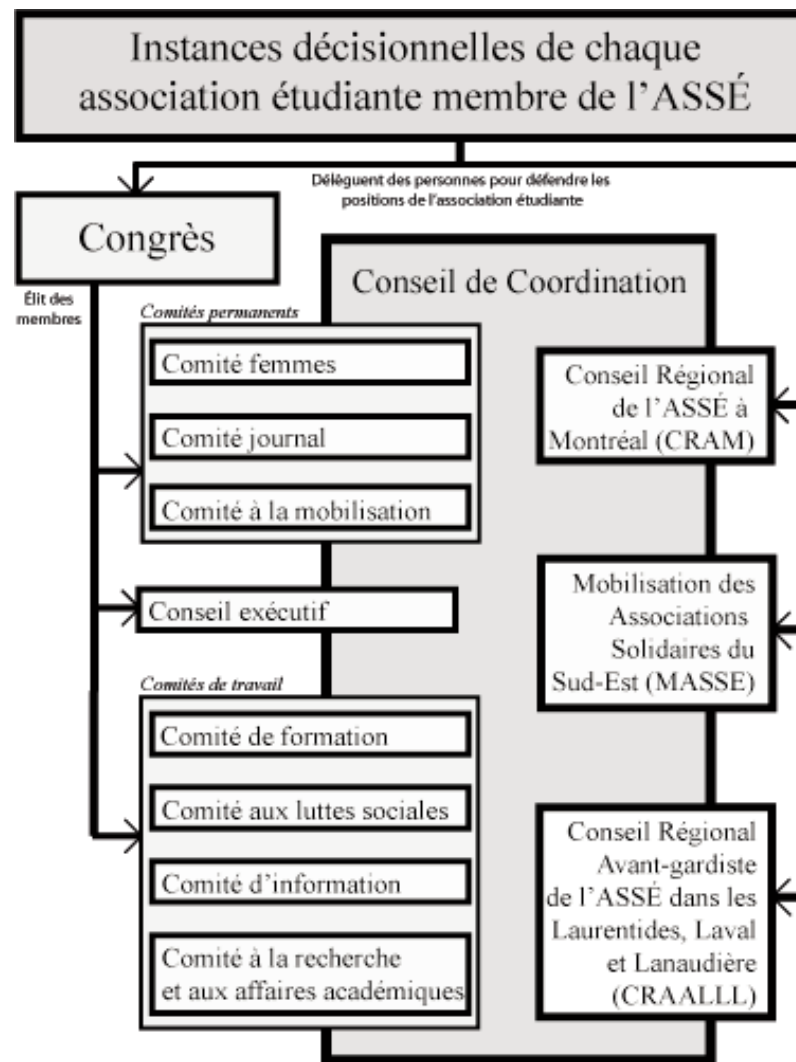 Instances décisionnelles de chaque
association étudiante membre de l'ASSÉ
Délèguent des personnes pour défendre les
positions de l'association étudiante
Congrès
Élit des
membres
Conseil de Coordination
Comités permanents
Comité femmes
Comité journal
Comité à la mobilisation
Conseil exécutif
Comités de travail
Comité de formation
Comité aux luttes sociales
Comité d'information
Comité à la recherche
et aux affaires académiques
Conseil Régional
de l'ASSÉ à
Montréal (CRAM)
Mobilisation des
Associations
Solidaires du
Sud-Est (MASSE)
Conseil Régional
Avant-gardiste
de l'ASSÉ dans les
Laurentides, Laval
et Lanaudière
(CRAALLL)